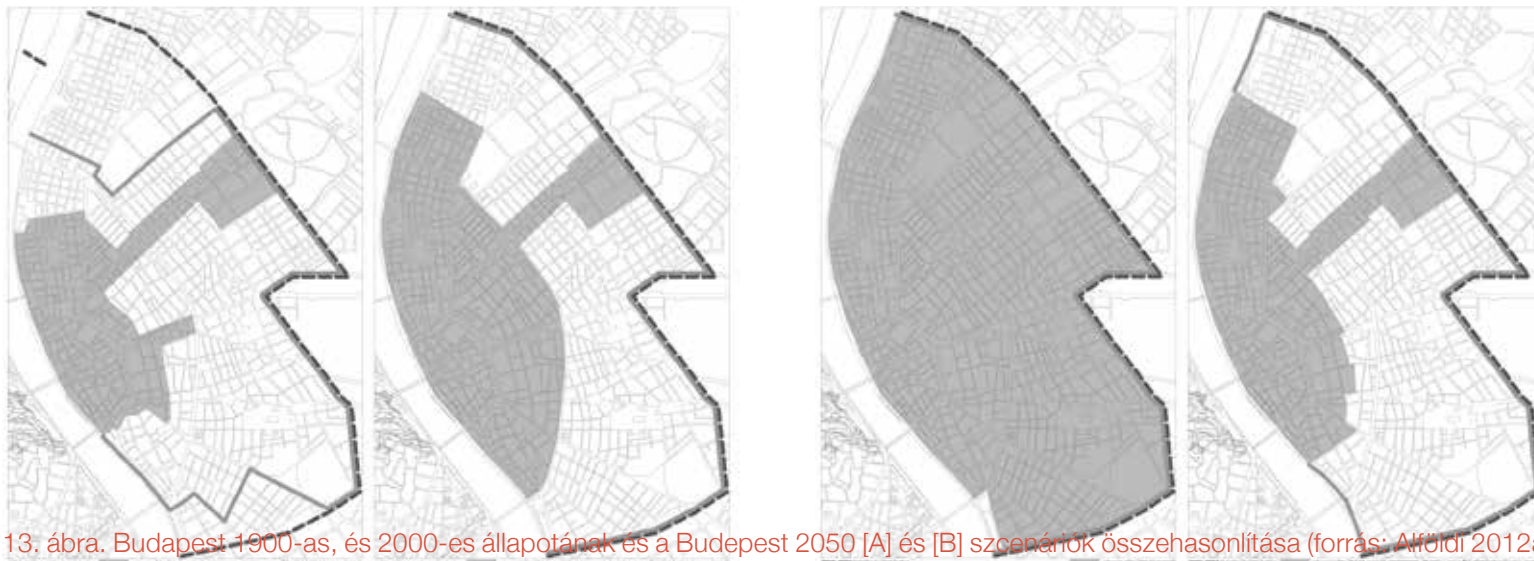 13. ábra. Budapest 1900-as, és 2000-es állapotának és a Budepest 2050 [A] és [B] szcenáriók összehasonlítása (forrás: Alföldi 2012a